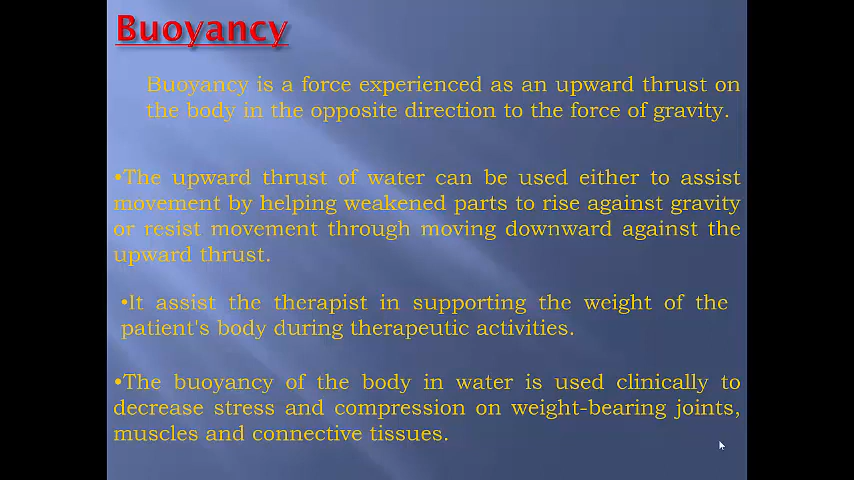 Buoyancy
Buoyancy is a force experienced as an upward thrust on
the body in the opposite direction to the force of gravity.
•The upward thrust of water can be used either to assist
movement by helping weakened parts to rise against gravity
or resist movement through moving downward against the
upward thrust.
•It assist the therapist in supporting the weight of the
patient's body during therapeutic activities.
•The buoyancy of the body in water is used clinically to
decrease stress and compression on weight-bearing joints,
muscles and connective tissues.